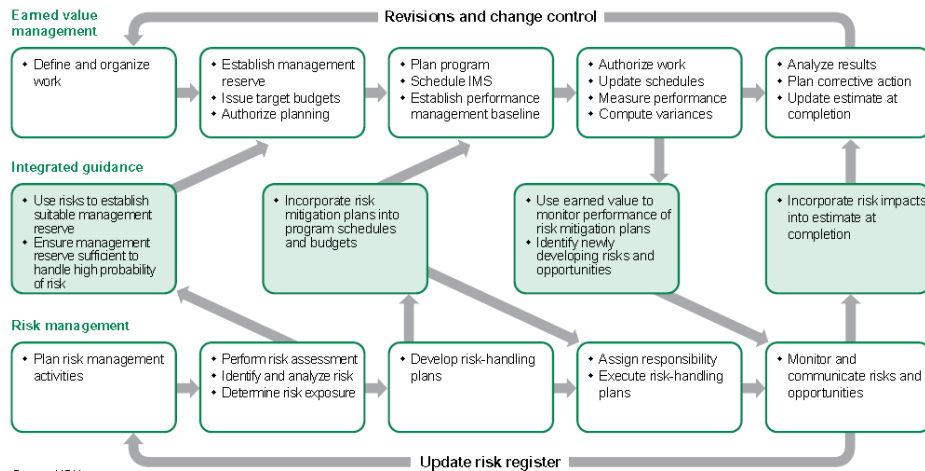 Earned value
management
Revisions and change control
◆ Define and organize
work
◆ Establish management
reserve
◆ Issue target budgets
◆ Authorize planning
◆ Plan program
◆ Schedule IMS
◆ Establish performance
management baseline
◆ Authorize work
◆ Update schedules
◆ Measure performance
◆ Compute variances
◆ Analyze results
◆ Plan corrective action
◆ Update estimate at
completion
Integrated guidance
◆ Use risks to establish
suitable management
reserve
◆ Ensure management
reserve sufficient to
handle high probability
of risk
◆ Incorporate risk
mitigation plans into
program schedules
and budgets
◆ Use earned value to
monitor performance of
risk mitigation plans
◆ Identify newly
developing risks and
opportunities
◆ Incorporate risk impacts
into estimate at
completion
Risk management
◆ Plan risk management
activities
◆ Perform risk assessment
◆ Identify and analyze risk
◆ Determine risk exposure
◆ Develop risk-handling
plans
◆ Assign responsibility
◆ Execute risk-handling
plans
◆ Monitor and
communicate risks and
opportunities
Update risk register